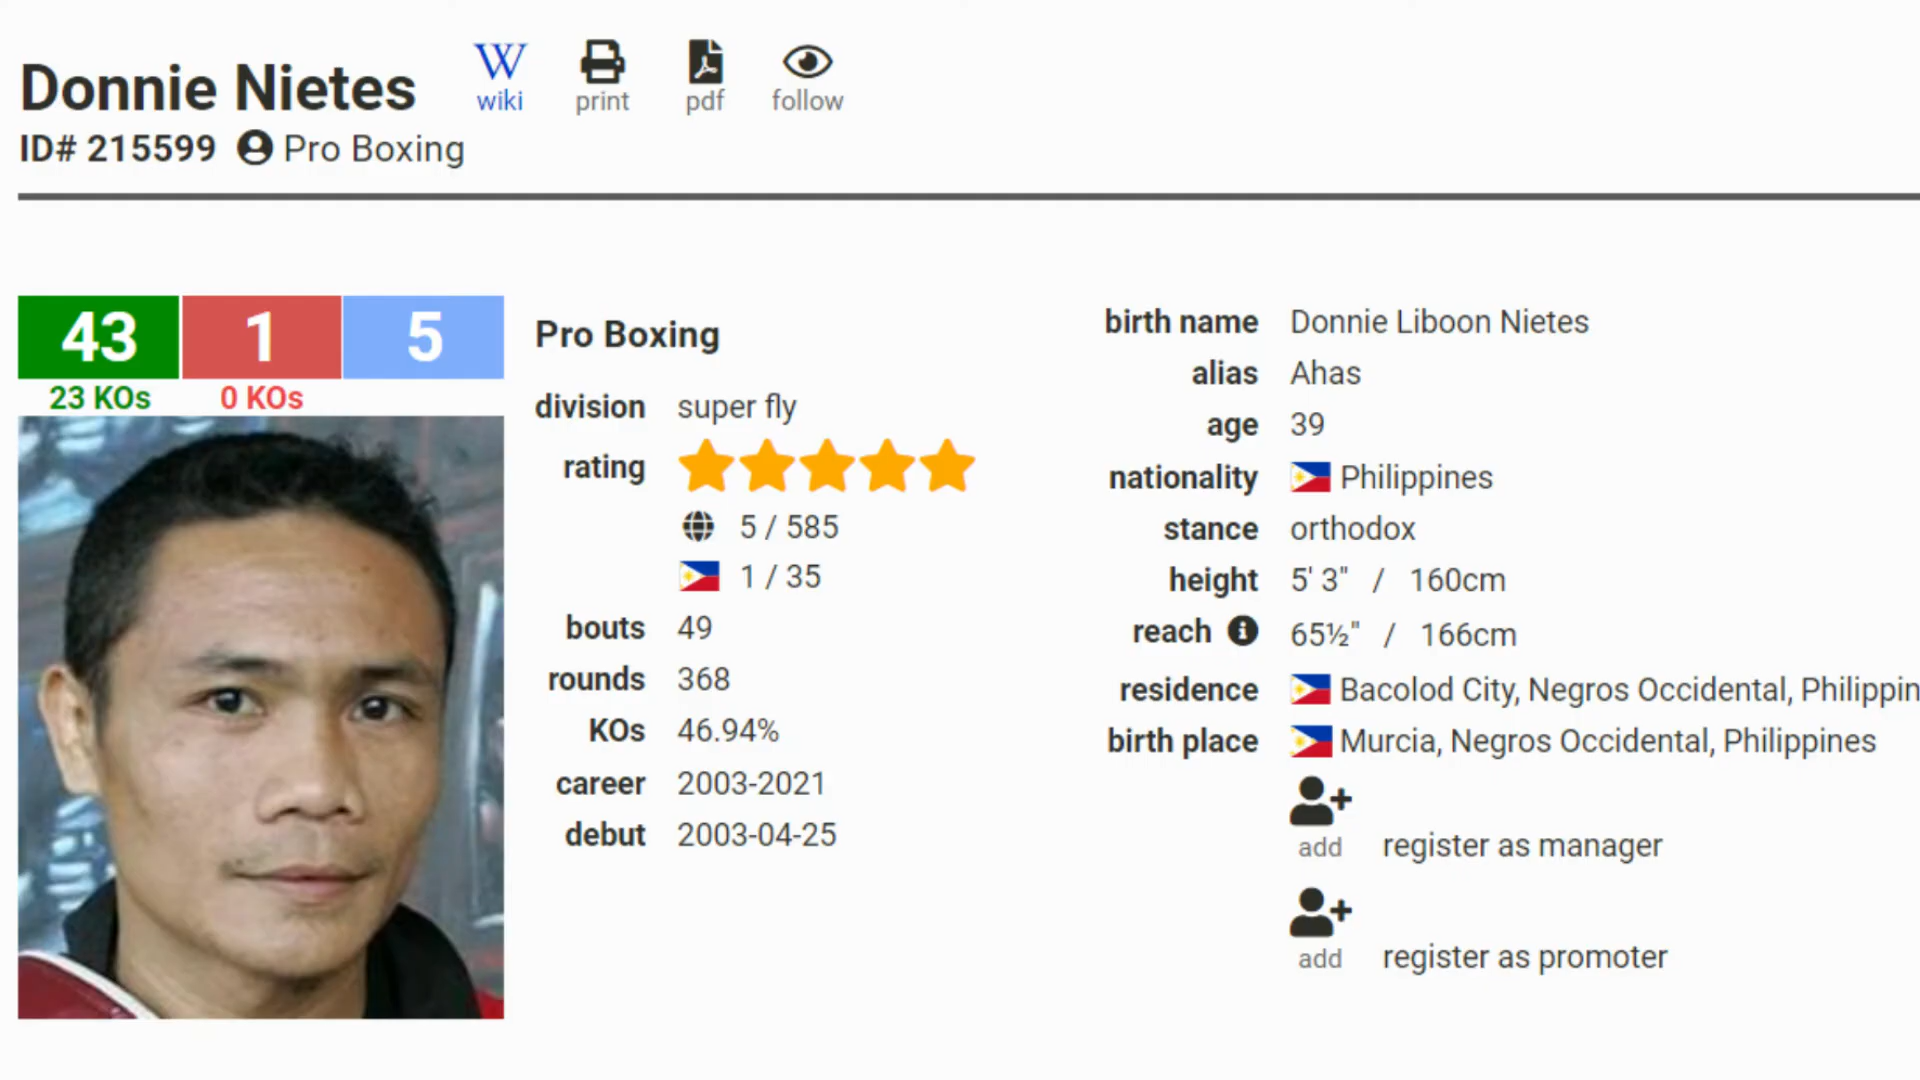 Donnie Nietes
wiki print pdf follow
ID# 215599 Pro Boxing
43 1 5
23 KOs 0 KOs
Pro Boxing
division super fly
rating
5 / 585
1 / 35
bouts 49
rounds 368
KOs 46.94%
career 2003-2021
debut 2003-04-25
birth name Donnie Liboon Nietes
alias Ahas
age 39
nationality Philippines
stance orthodox
height 5' 3" / 160cm
reach 65½" / 166cm
residence Bacolod City, Negros Occidental, Philippin
birth place Murcia, Negros Occidental, Philippines
add register as manager
add register as promoter